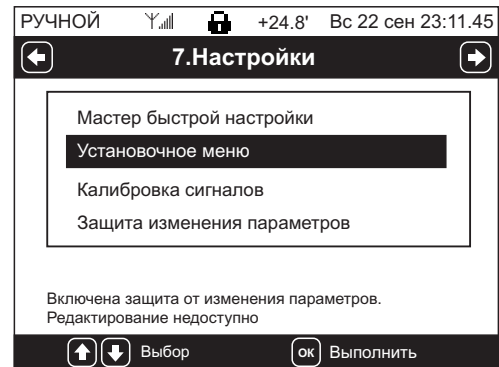 РУЧНОЙ +24.8' Вс 22 сен 23:11.45
7.Настройки
Мастер быстрой настройки
Установочное меню
Калибровка сигналов
Защита изменения параметров
Включена защита от изменения параметров.
Редактирование недоступно
Выбор ок Выполнить